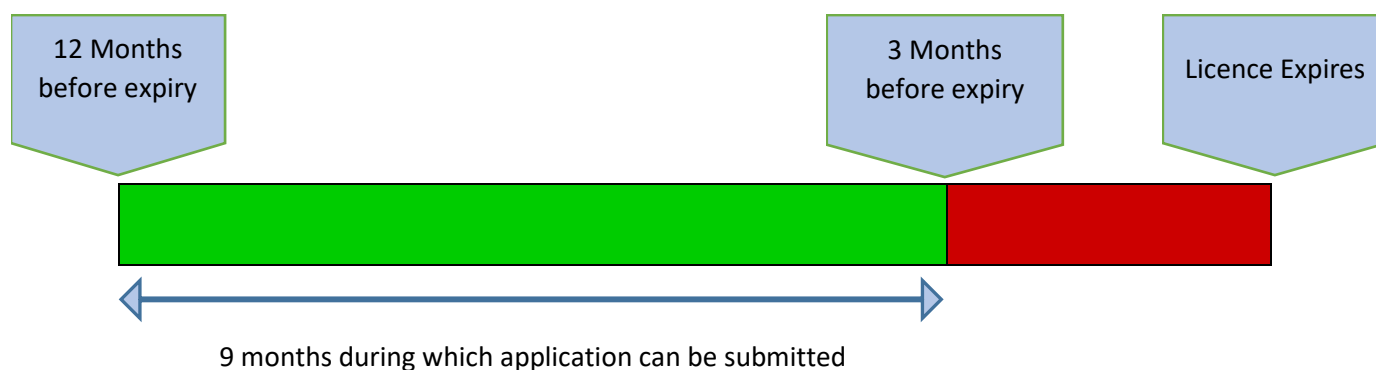 12 Months
before expiry
3 Months
before expiry
Licence Expires
9 months during which application can be submitted